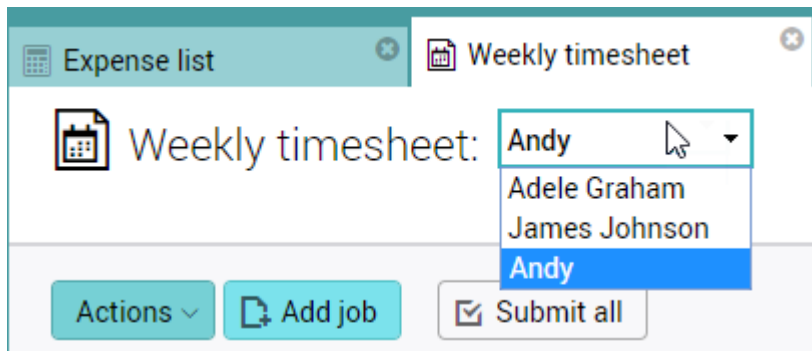 Expense list
Weekly timesheet
Weekly timesheet: Andy
Adele Graham
James Johnson
Andy
Actions
Add job
Submit all